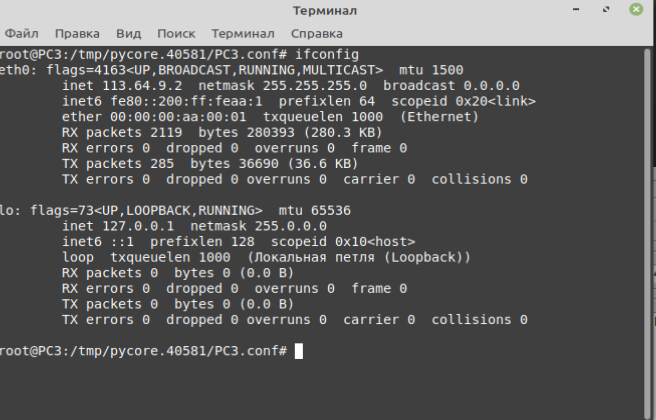 Терминал
Файл Правка Вид Поиск Терминал Справка
root@PC3:/tmp/pycore.40581/PC3.conf# ifconfig
eth0: flags=4163<UP,BROADCAST,RUNNING,MULTICAST>  mtu 1500
        inet 113.64.9.2  netmask 255.255.255.0  broadcast 0.0.0.0
        inet6 fe80::200:ff:feaa:1  prefixlen 64  scopeid 0x20<link>
        ether 00:00:00:aa:00:01  txqueuelen 1000  (Ethernet)
        RX packets 2119  bytes 280393 (280.3 KB)
        RX errors 0  dropped 0  overruns 0  frame 0
        TX packets 285  bytes 36690 (36.6 KB)
        TX errors 0  dropped 0 overruns 0  carrier 0  collisions 0
lo: flags=73<UP,LOOPBACK,RUNNING>  mtu 65536
        inet 127.0.0.1  netmask 255.0.0.0
        inet6 ::1  prefixlen 128  scopeid 0x10<host>
        loop  txqueuelen 1000  (Локальная петля (Loopback))
        RX packets 0  bytes 0 (0.0 B)
        RX errors 0  dropped 0  overruns 0  frame 0
        TX packets 0  bytes 0 (0.0 B)
        TX errors 0  dropped 0 overruns 0  carrier 0  collisions 0
root@PC3:/tmp/pycore.40581/PC3.conf#